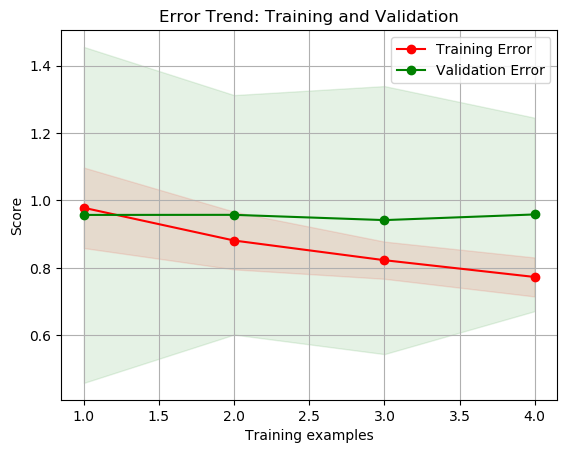 Error Trend: Training and Validation
Training Error
Validation Error
Score
1.4
1.2
1.0
0.8
0.6
1.0
1.5
2.0
2.5
3.0
3.5
4.0
Training examples